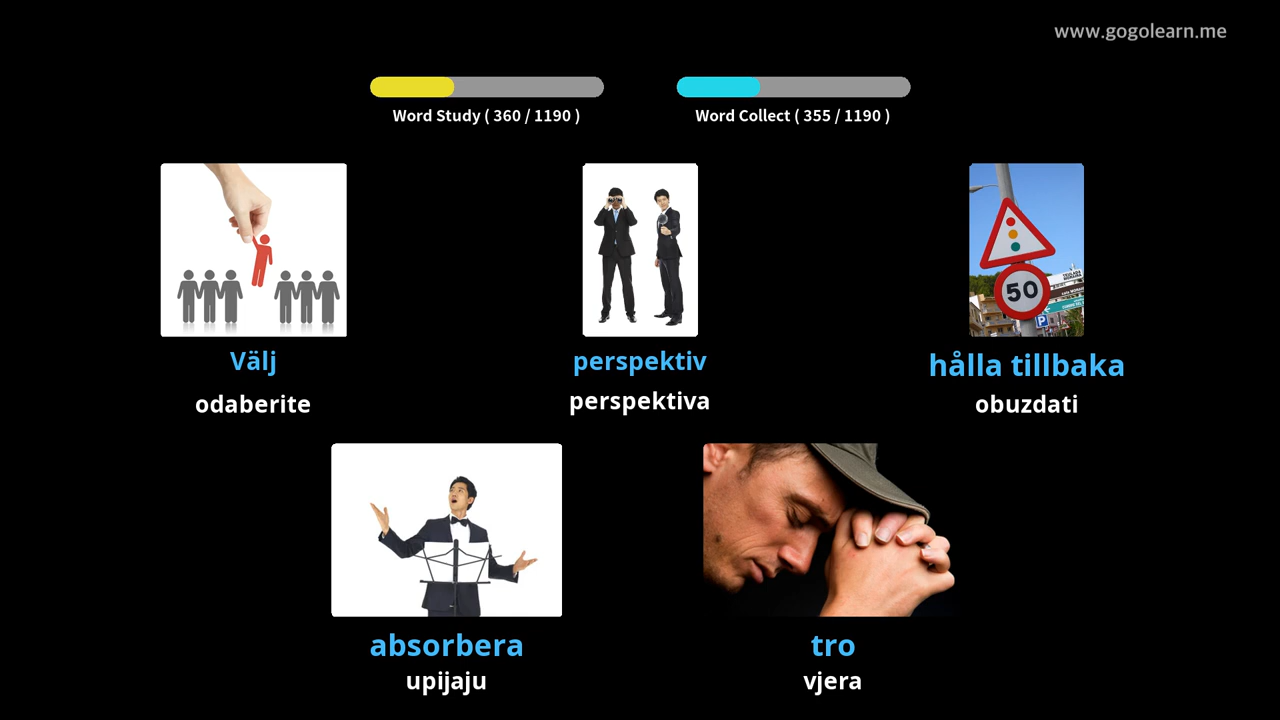 www.gogolearn.me
Word Study ( 360 / 1190 )
Word Collect ( 355 / 1190 )
50
P
Välj
perspektiv
hålla tillbaka
odaberite
perspektiva
obuzdati
absorbera
tro
upijaju
vjera